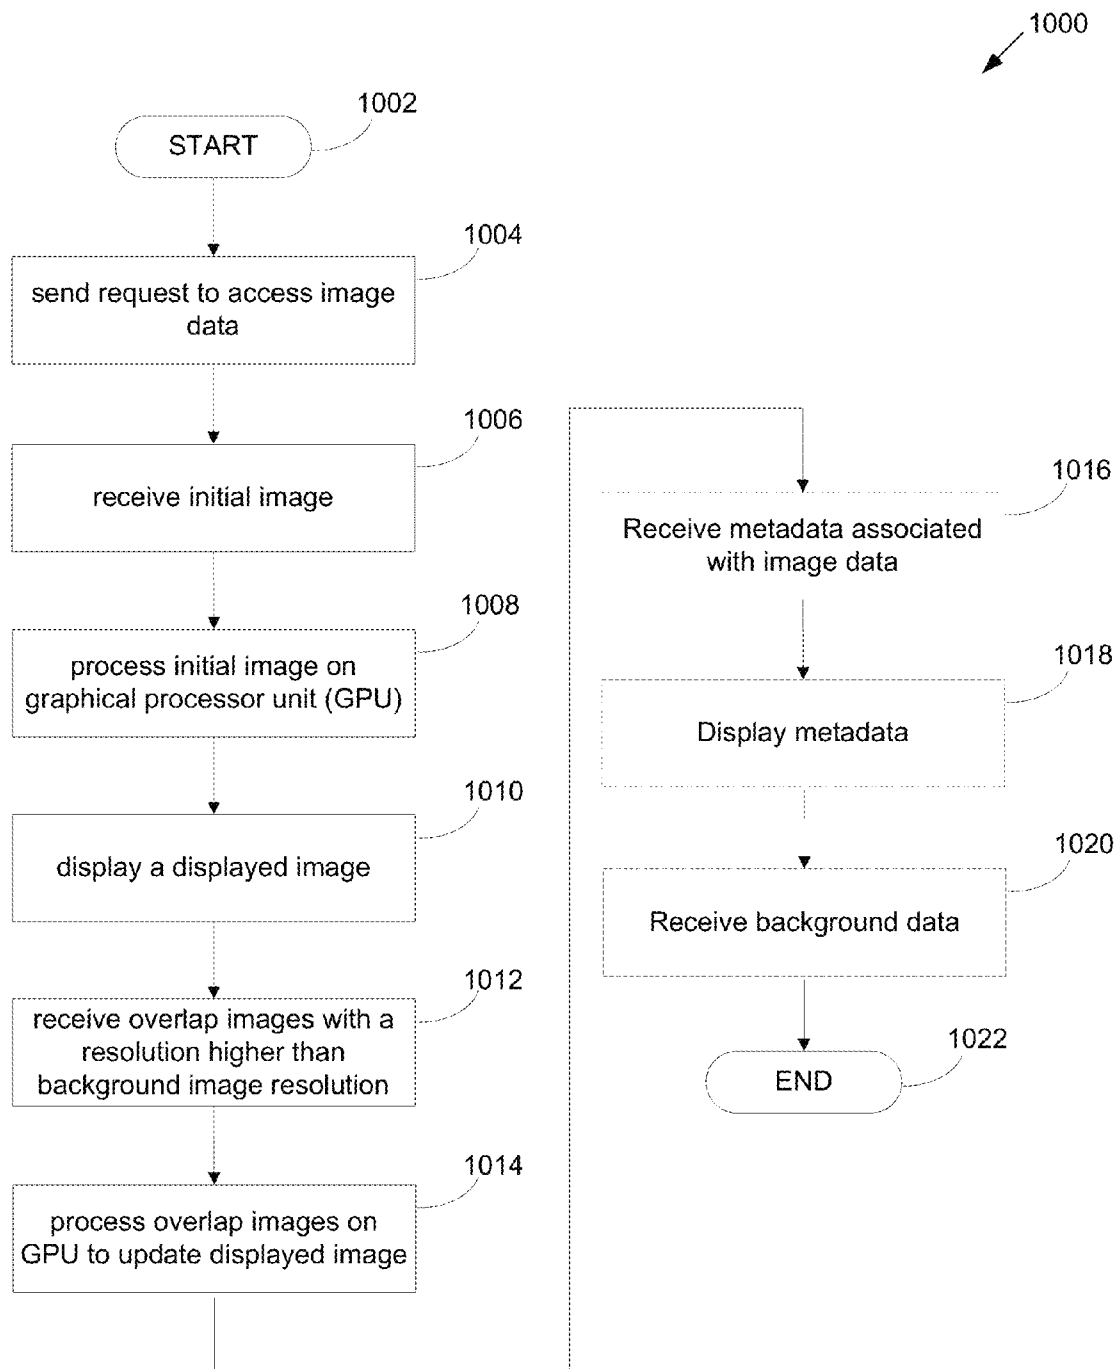 1000
1002
START
1004
send request to access image
data
1006
receive initial image
1008
process initial image on
graphical processor unit (GPU)
1010
display a displayed image
1012
receive overlap images with a
resolution higher than
background image resolution
1014
process overlap images on
GPU to update displayed image
1016
Receive metadata associated
with image data
1018
Display metadata
1020
Receive background data
1022
END